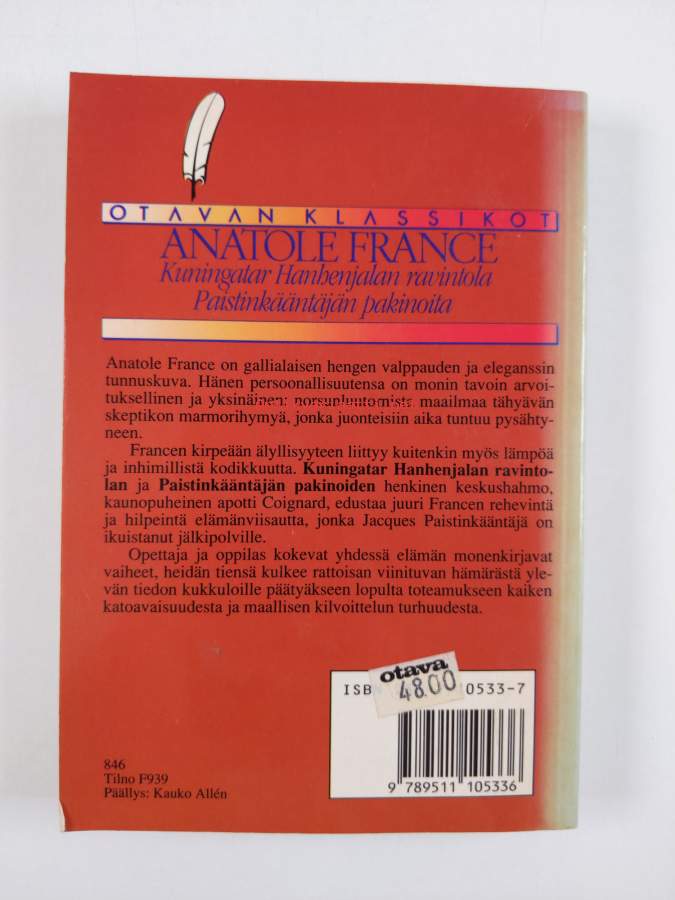 OTAVAN KLASSIKOT
ANATOLE FRANCE
Kuningatar Hanhenjalan ravintola
Paistinkääntäjän pakinoita
Anatole France on gallialaisen hengen valppauden ja eleganssin
tunnuskuva. Hänen persoonallisuutensa on monin tavoin arvoi-
tuksellinen ja yksinäinen: norsunluutornista maailmaa tähyävän
skeptikon marmorihymyä, jonka juonteisiin aika tuntuu pysähty-
neen.
Francen kirpeään älyllisyyteen liittyy kuitenkin myös lämpöä
ja inhimillistä kodikkuutta. Kuningatar Hanhenjalan ravinto-
lan ja Paistinkääntäjän pakinoiden henkinen keskushahmo,
kaunopuheinen apotti Coignard, edustaa juuri Francen rehevintä
ja hilpeintä elämänviisautta, jonka Jacques Paistinkääntäjä on
ikuistanut jälkipolville.
Opettaja ja oppilas kokevat yhdessä elämän monenkirjavat
vaiheet, heidän tiensä kulkee rattoisan viinituvan hämärästä yle-
vän tiedon kukkuloille päätyäkseen lopulta toteamukseen kaiken
katoavaisuudesta ja maallisen kilvoittelun turhuudesta.
ISB 0533-7
otava
48.00
9 789511 105336
846
Tilno F939
Päällys: Kauko Allén